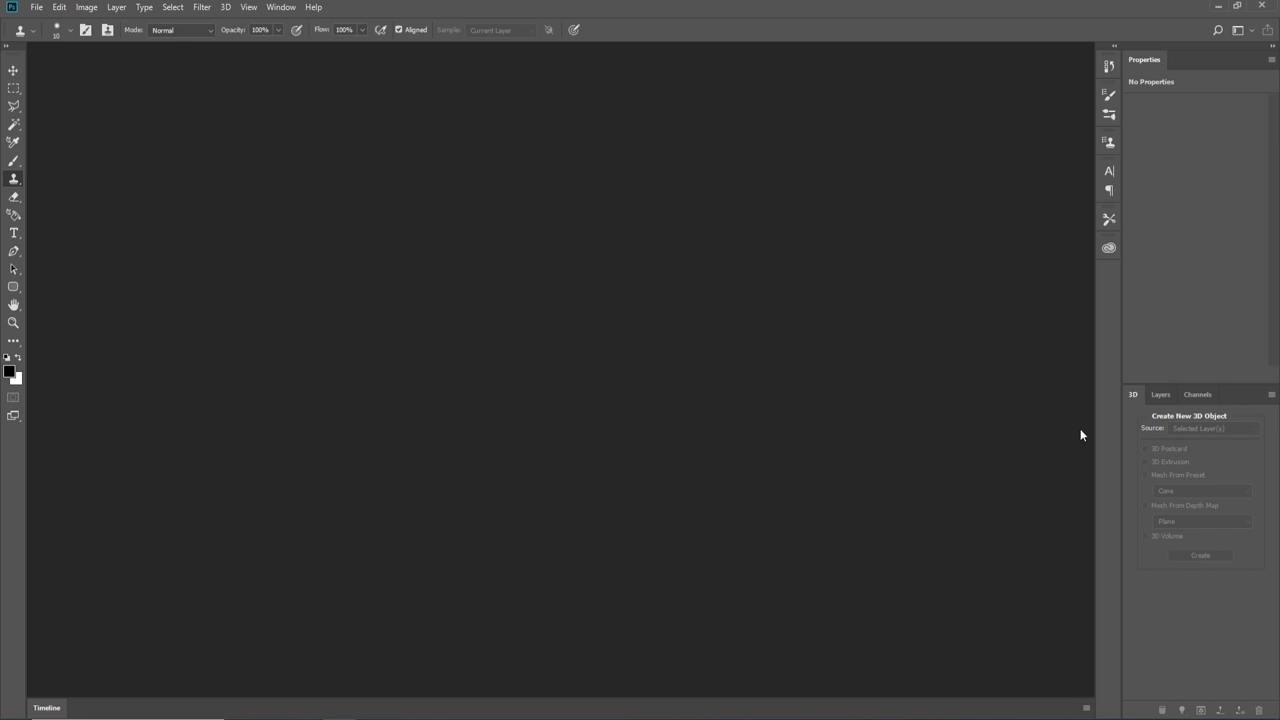 Ps File Edit Image Layer Type Select Filter 3D View Window Help
10 Mode: Normal Opacity: 100% Flow: 100% Aligned Sample: Current Layer
Properties
No Properties
3D Layers Channels
Create New 3D Object
Source: Selected Layer(s)
3D Postcard
3D Extrusion
Mesh From Preset
Cone
Mesh From Depth Map
Plane
3D Volume
Create
Timeline